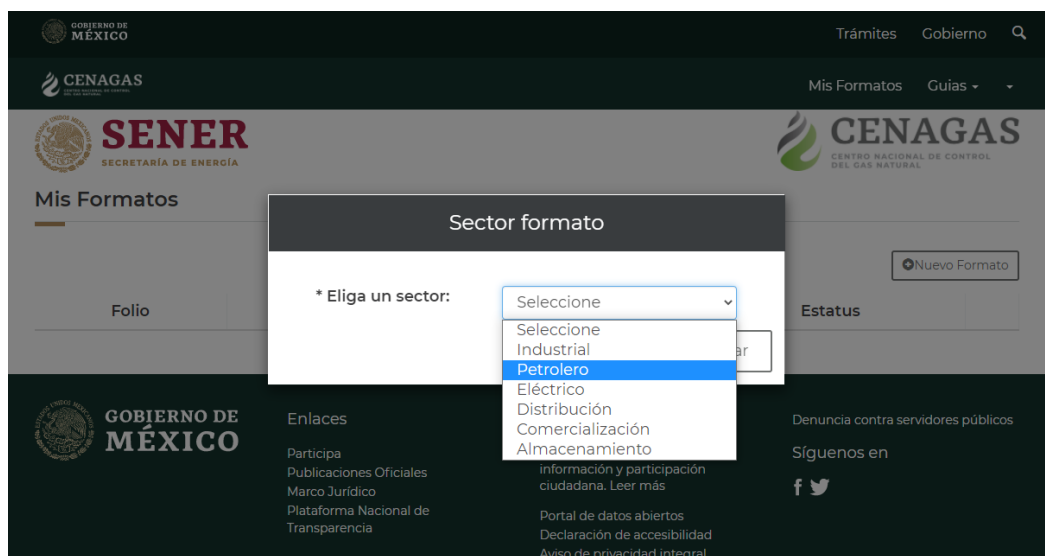 GOBIERNO DE
MÉXICO
Trámites Gobierno
CENAGAS
Mis Formatos Guias
SENER
SECRETARÍA DE ENERGÍA
CENAGAS
CENTRO NACIONAL DE CONTROL
DEL GAS NATURAL
Mis Formatos
Sector formato
Nuevo Formato
* Eliga un sector:
Seleccione
Folio
Estatus
Seleccione
Industrial
Petrolero
Eléctrico
Distribución
Comercialización
Almacenamiento
ar
GOBIERNO DE
MÉXICO
Enlaces
Participa
Publicaciones Oficiales
Marco Jurídico
Plataforma Nacional de
Transparencia
información y participación
ciudadana. Leer más
Portal de datos abiertos
Declaración de accesibilidad
Aviso de privacidad integral
Denuncia contra servidores públicos
Síguenos en